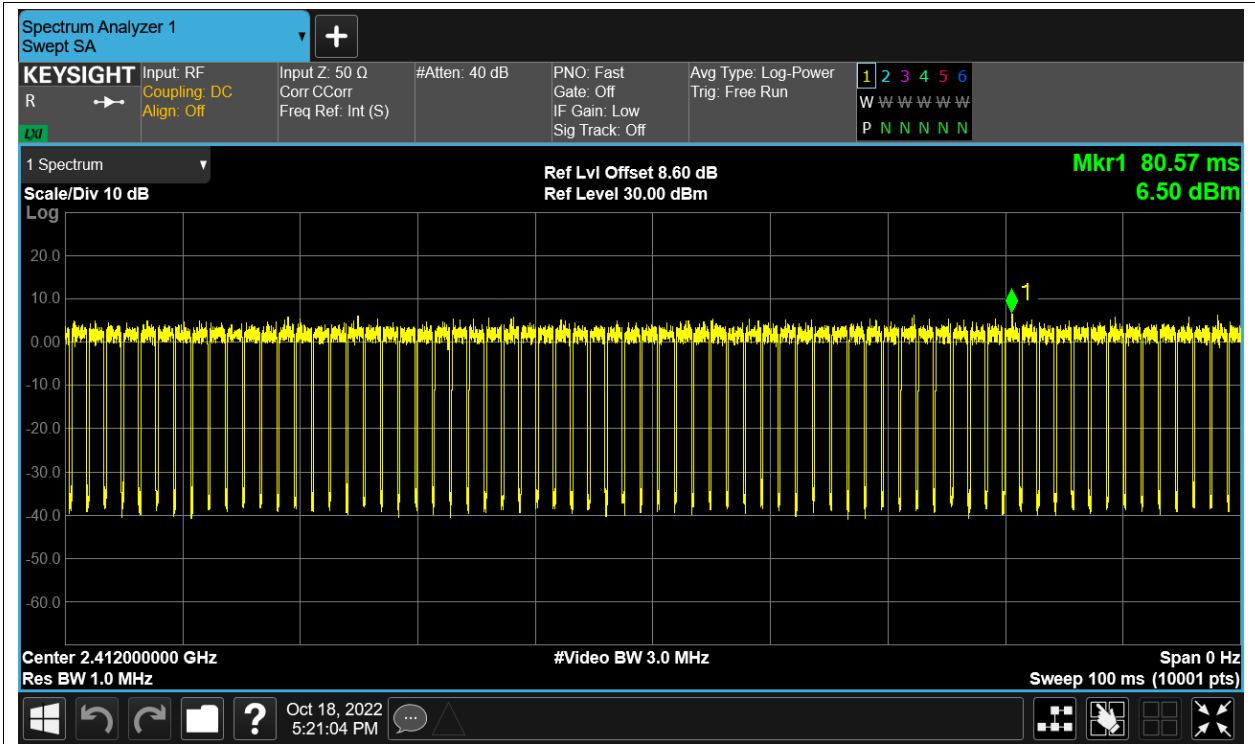 Spectrum Analyzer 1
Swept SA
KEYSIGHT
R
LXI
Input: RF
Coupling: DC
Align: Off
Input Z: 50 Ω
Corr CCorr
Freq Ref: Int (S)
#Atten: 40 dB
PNO: Fast
Gate: Off
IF Gain: Low
Sig Track: Off
Avg Type: Log-Power
Trig: Free Run
1 2 3 4 5 6
W W W W W W
P N N N N N
1 Spectrum
Scale/Div 10 dB
Ref Lvl Offset 8.60 dB
Ref Level 30.00 dBm
Mkr1 80.57 ms
6.50 dBm
Log
20.0
10.0
0.00
-10.0
-20.0
-30.0
-40.0
-50.0
-60.0
1
Center 2.412000000 GHz
#Video BW 3.0 MHz
Span 0 Hz
Res BW 1.0 MHz
Sweep 100 ms (10001 pts)
?
Oct 18, 2022
5:21:04 PM